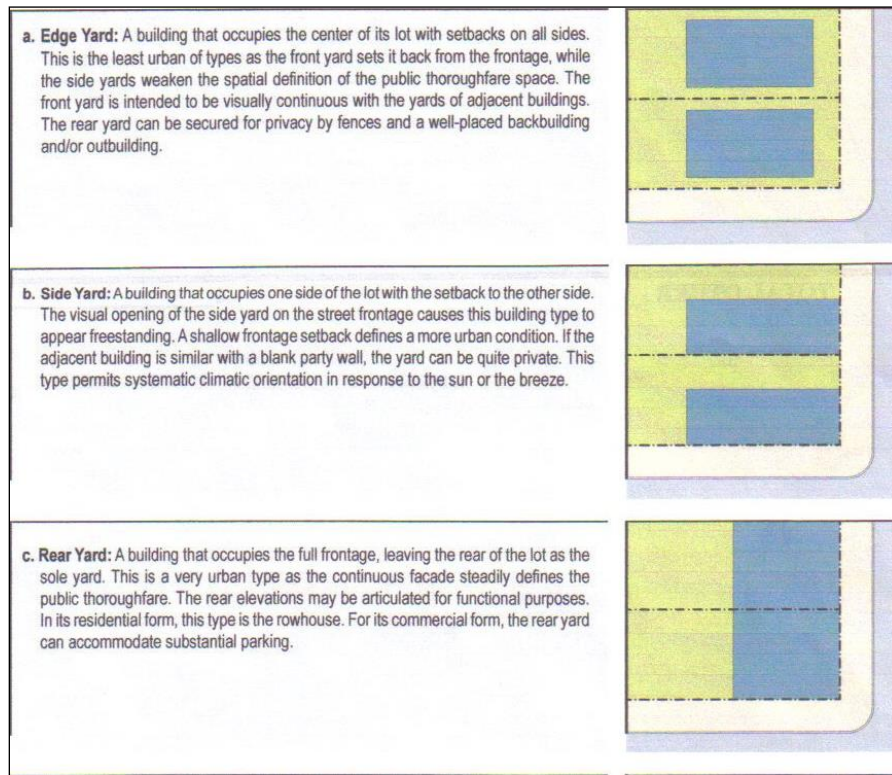 a. Edge Yard: A building that occupies the center of its lot with setbacks on all sides.
This is the least urban of types as the front yard sets it back from the frontage, while
the side yards weaken the spatial definition of the public thoroughfare space. The
front yard is intended to be visually continuous with the yards of adjacent buildings.
The rear yard can be secured for privacy by fences and a well-placed backbuilding
and/or outbuilding.
b. Side Yard: A building that occupies one side of the lot with the setback to the other side.
The visual opening of the side yard on the street frontage causes this building type to
appear freestanding. A shallow frontage setback defines a more urban condition. If the
adjacent building is similar with a blank party wall, the yard can be quite private. This
type permits systematic climatic orientation in response to the sun or the breeze.
c. Rear Yard: A building that occupies the full frontage, leaving the rear of the lot as the
sole yard. This is a very urban type as the continuous facade steadily defines the
public thoroughfare. The rear elevations may be articulated for functional purposes.
In its residential form, this type is the rowhouse. For its commercial form, the rear yard
can accommodate substantial parking.